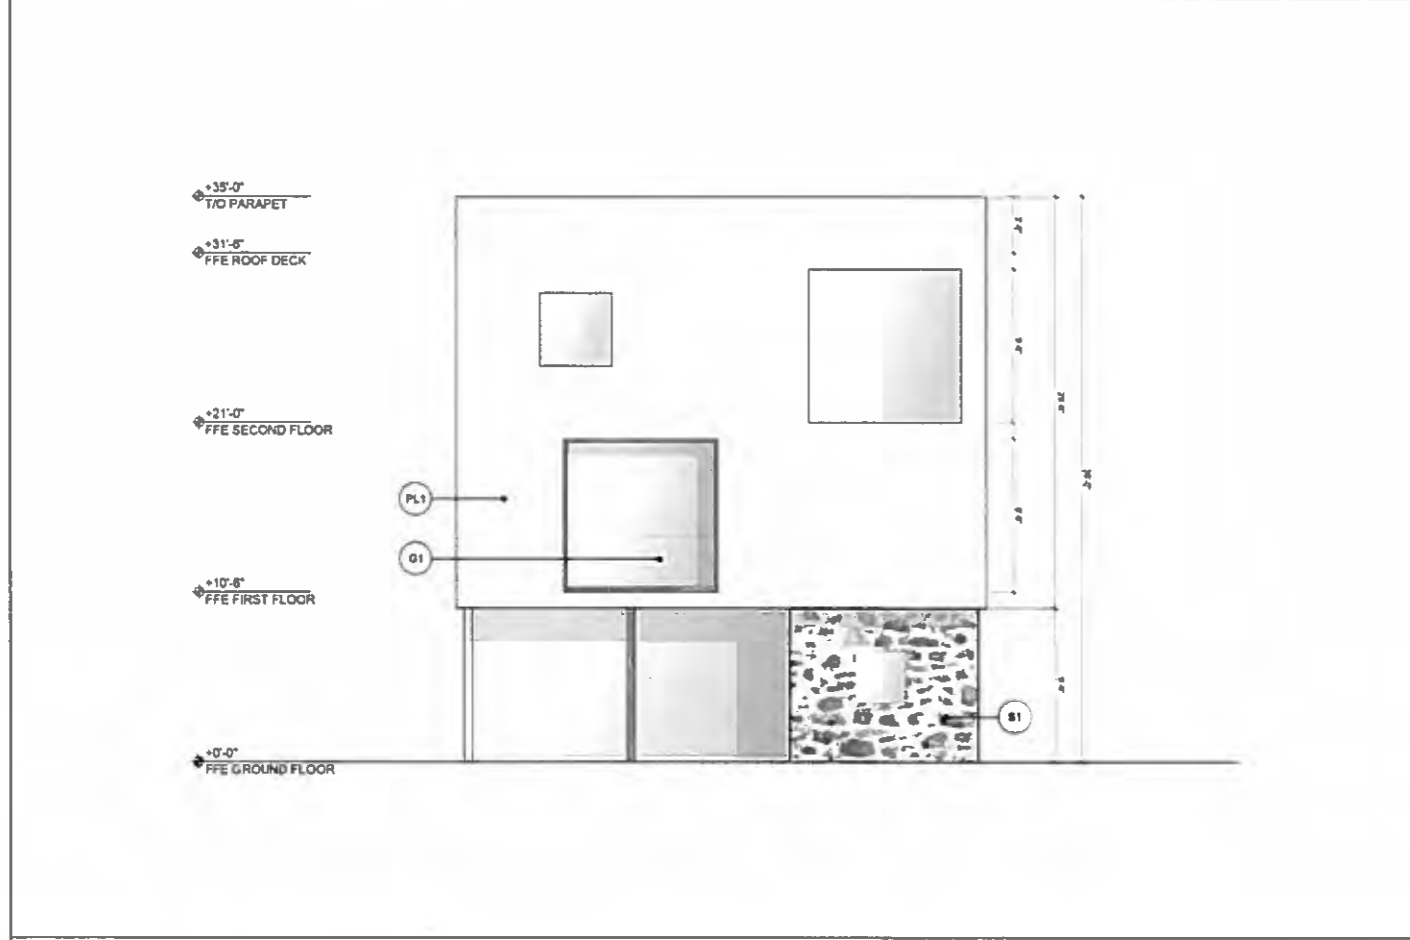 +35'-0"
T/O PARAPET
+31'-6"
FFE ROOF DECK
+21'-0"
FFE SECOND FLOOR
PL1
G1
+10'-6"
FFE FIRST FLOOR
S1
+0'-0"
FFE GROUND FLOOR